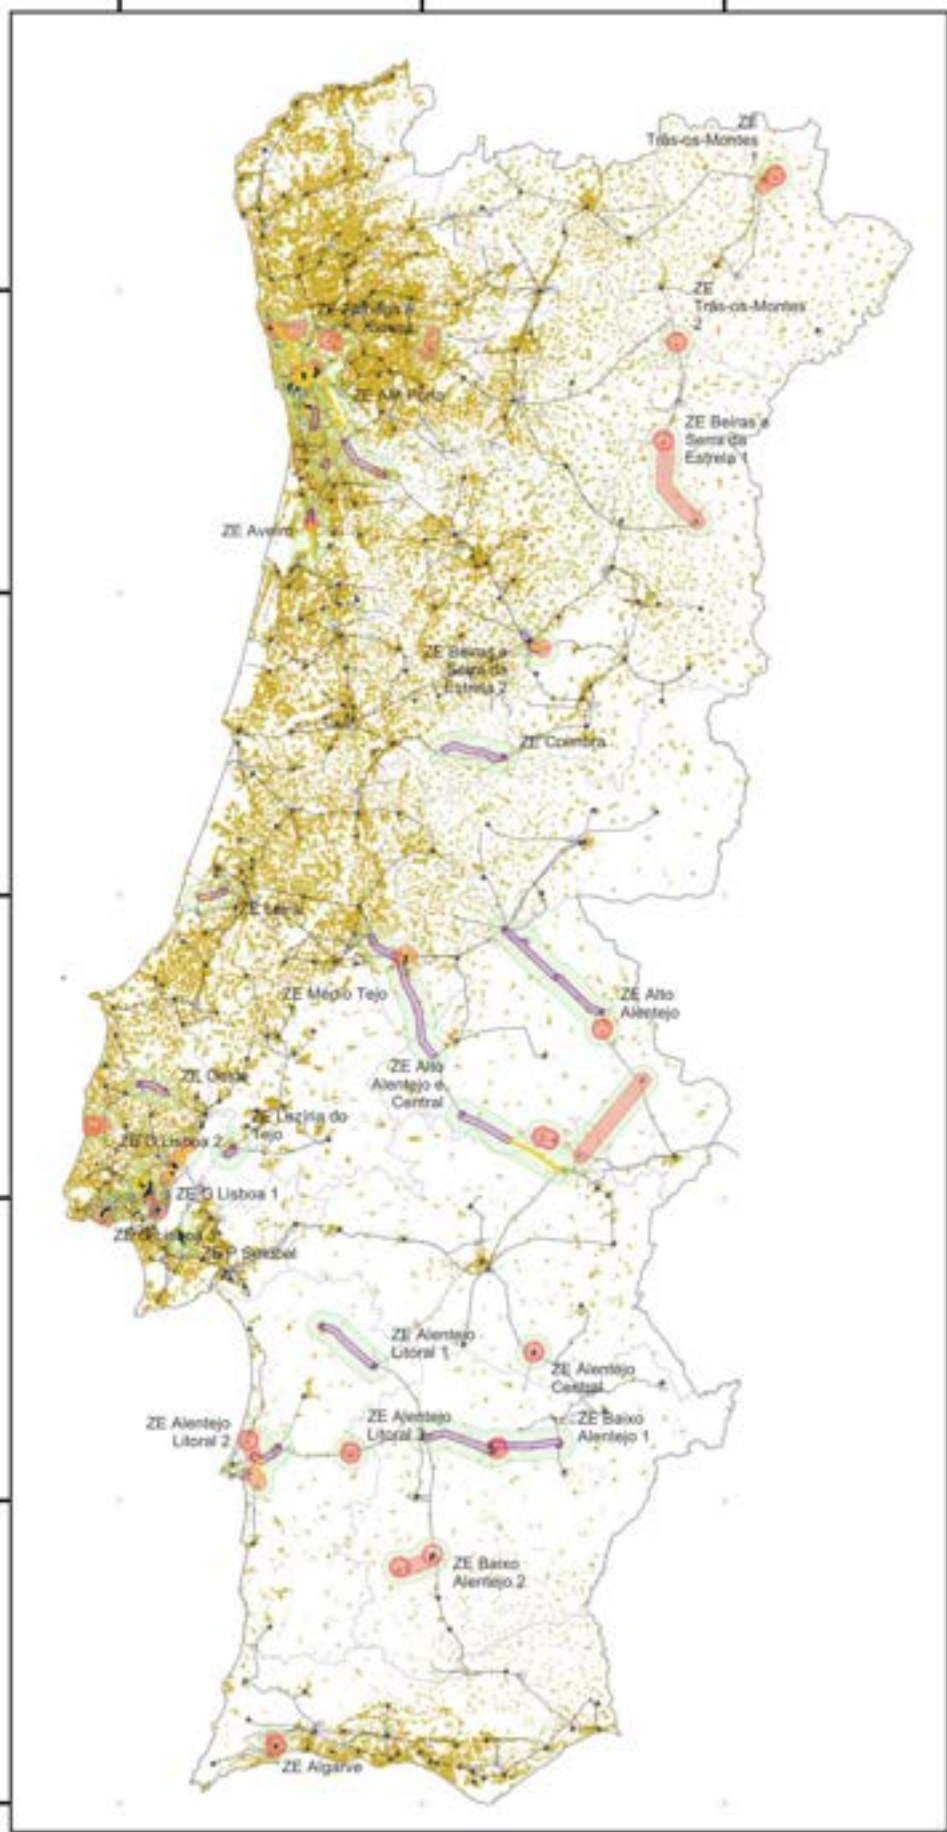 ZE
Trás-os-Montes
1
ZE
Trás-os-Montes
2
ZE AM Porto
ZE Beiras e
Serra da
Estrela 1
ZE Aveiro
ZE Beiras e
Serra da
Estrela 2
ZE Coimbra
ZE Leiria
ZE Médio Tejo
ZE Alto
Alentejo
ZE Alto
Alentejo e
Central
ZE Oeste
ZE Lezíria do
Tejo
ZE G Lisboa 2
ZE G Lisboa 1
ZE P Setúbal
ZE Alentejo
Litoral 1
ZE Alentejo
Central
ZE Alentejo
Litoral 2
ZE Alentejo
Litoral 3
ZE Baixo
Alentejo 1
ZE Baixo
Alentejo 2
ZE Algarve